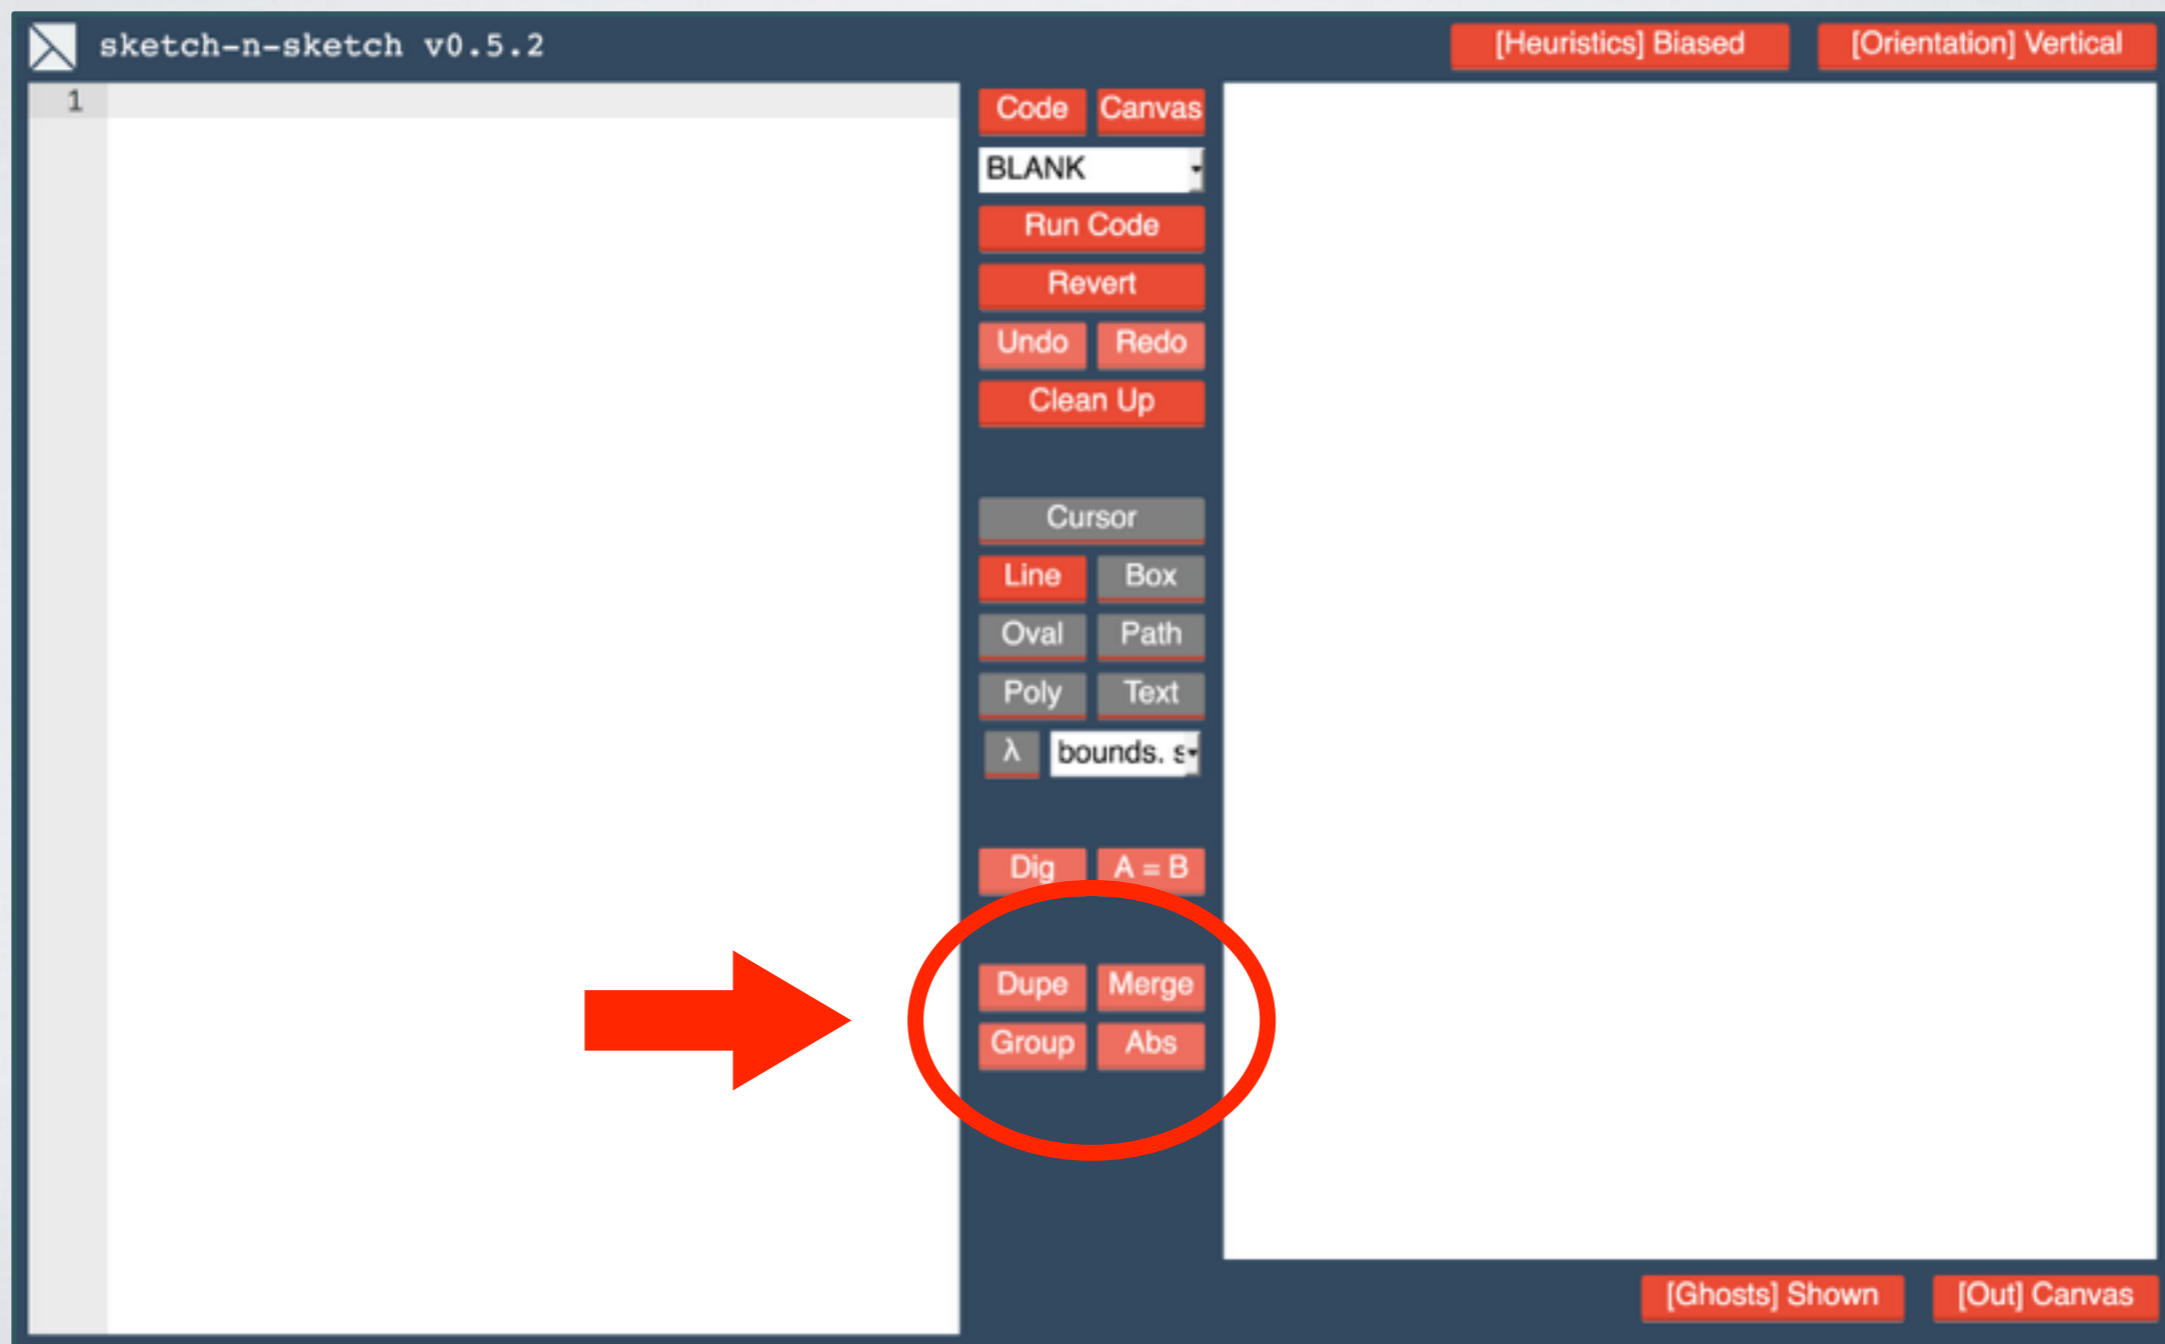 sketch-n-sketch v0.5.2
[Heuristics] Biased
[Orientation] Vertical
1
Code Canvas
BLANK
Run Code
Revert
Undo Redo
Clean Up
Cursor
Line Box
Oval Path
Poly Text
λ bounds. s
Dig A = B
Dupe Merge
Group Abs
[Ghosts] Shown
[Out] Canvas